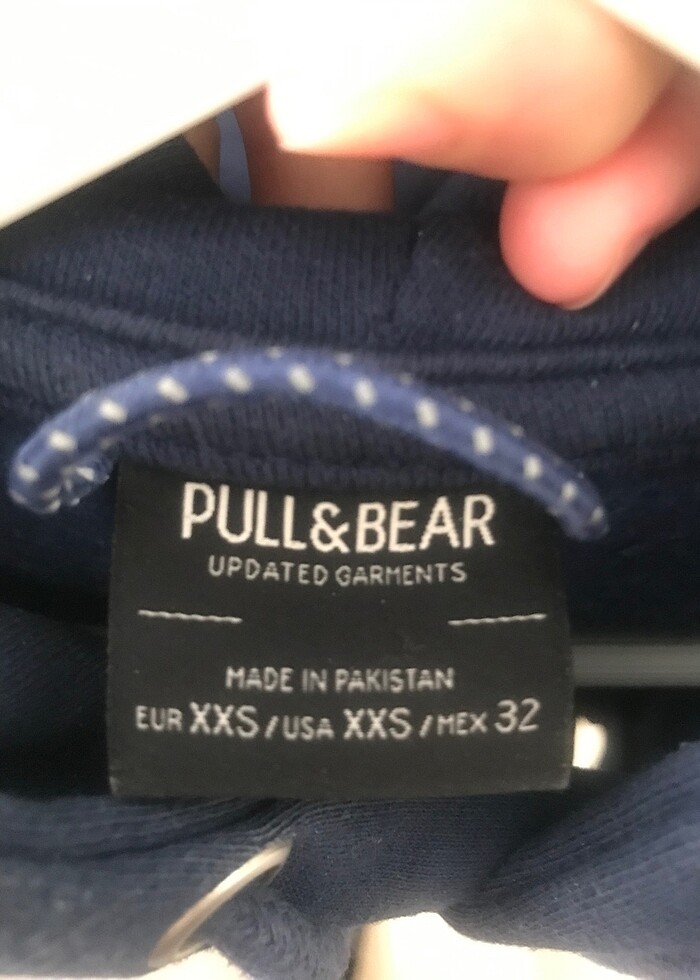 PULL&BEAR
UPDATED GARMENTS
MADE IN PAKISTAN
EUR XXS / USA XXS / MEX 32